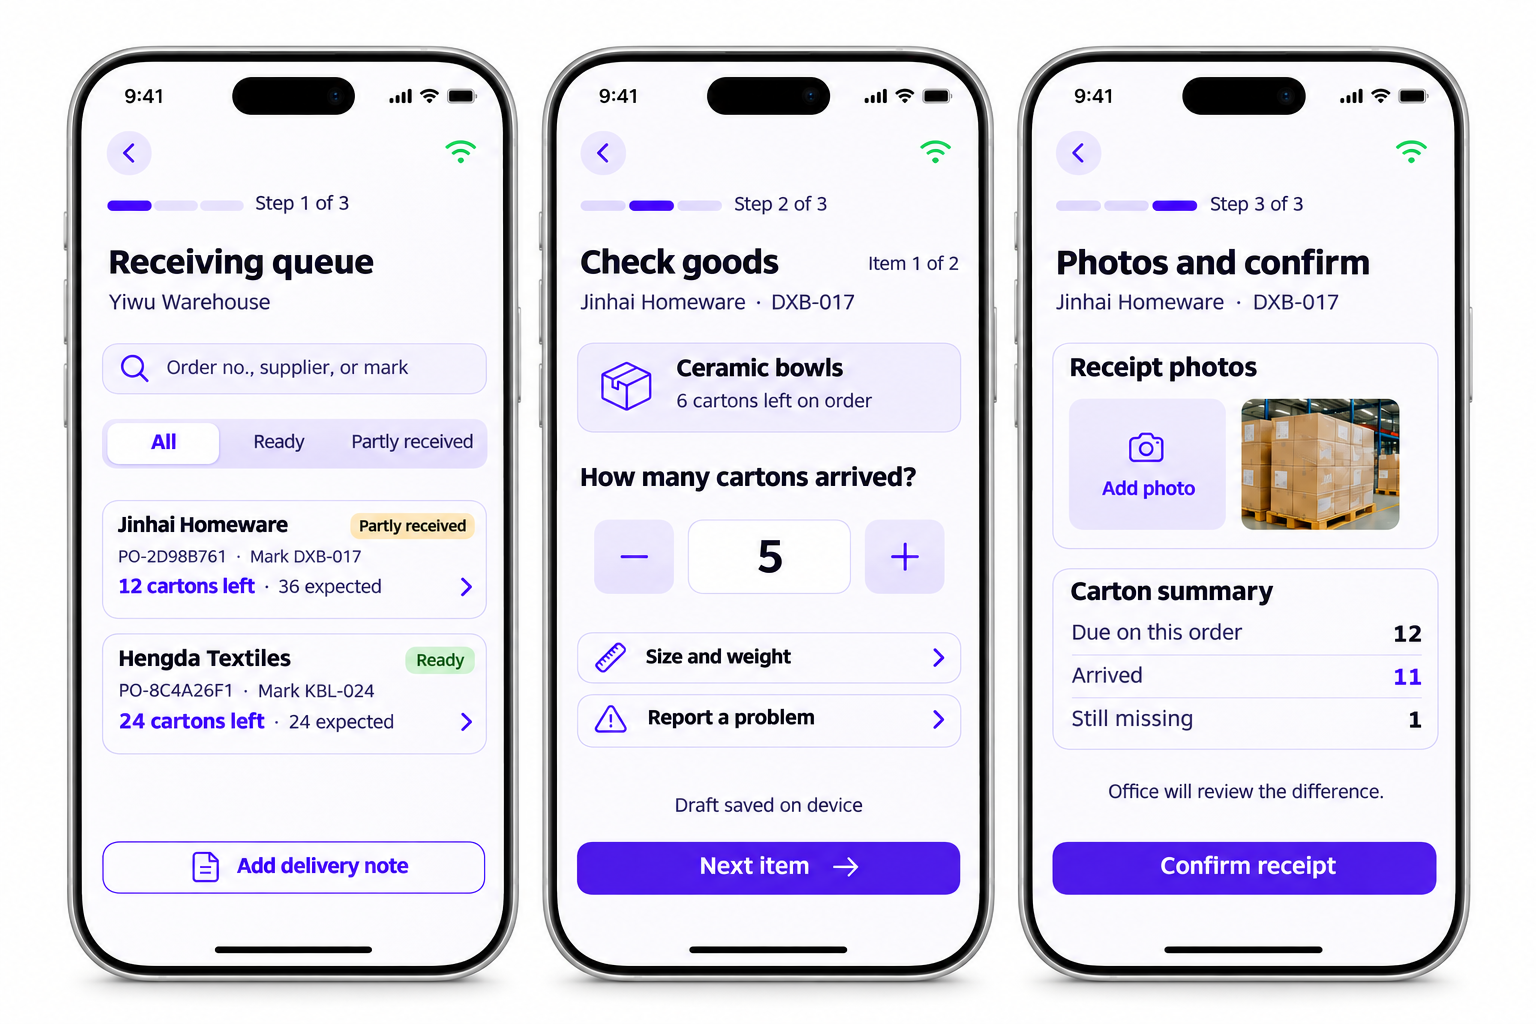 9:41
Step 1 of 3
Receiving queue
Yiwu Warehouse
Order no., supplier, or mark
All Ready Partly received
Jinhai Homeware Partly received
PO-2D98B761 · Mark DXB-017
12 cartons left · 36 expected
Hengda Textiles Ready
PO-8C4A26F1 · Mark KBL-024
24 cartons left · 24 expected
Add delivery note
9:41
Step 2 of 3
Check goods Item 1 of 2
Jinhai Homeware · DXB-017
Ceramic bowls
6 cartons left on order
How many cartons arrived?
5
Size and weight
Report a problem
Draft saved on device
Next item
9:41
Step 3 of 3
Photos and confirm
Jinhai Homeware · DXB-017
Receipt photos
Add photo
Carton summary
Due on this order 12
Arrived 11
Still missing 1
Office will review the difference.
Confirm receipt